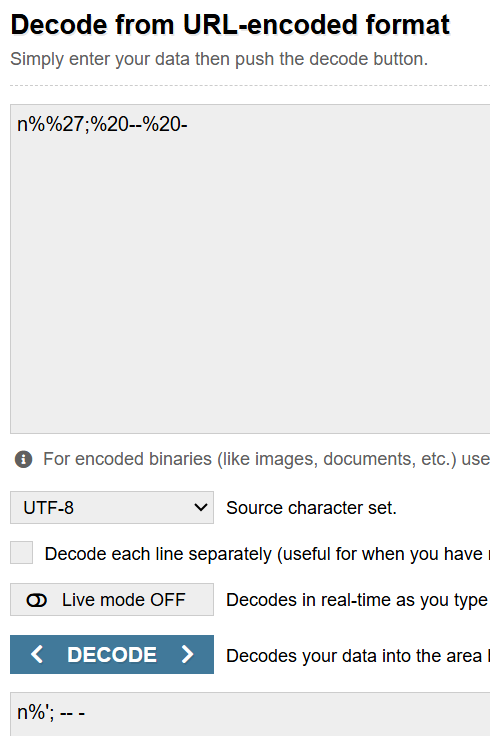 Decode from URL-encoded format
Simply enter your data then push the decode button.
n%%27;%20--%20-
For encoded binaries (like images, documents, etc.) use
UTF-8 Source character set.
Decode each line separately (useful for when you have
Live mode OFF Decodes in real-time as you type
< DECODE > Decodes your data into the area
n%'; -- -